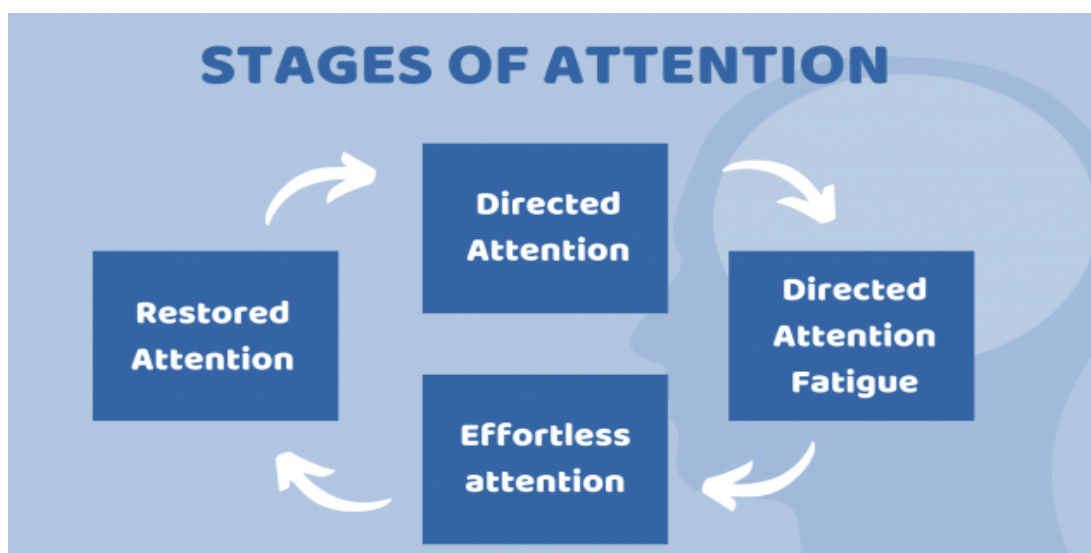 STAGES OF ATTENTION
Directed
Attention
Directed
Attention
Fatigue
Effortless
attention
Restored
Attention